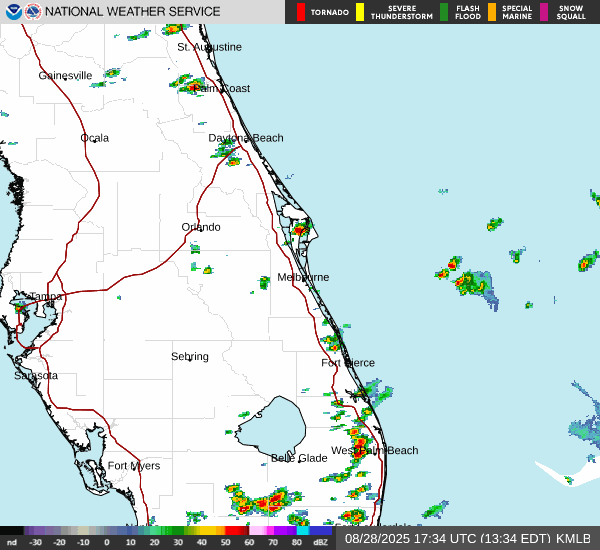 NATIONAL WEATHER SERVICE
TORNADO
SEVERE THUNDERSTORM
FLASH FLOOD
SPECIAL MARINE
SNOW SQUALL
St. Augustine
Gainesville
Palm Coast
Ocala
Daytona Beach
Orlando
Melbourne
Tampa
Sebring
Fort Pierce
Sarasota
West Palm Beach
Belle Glade
Fort Myers
nd -30 -20 -10 0 10 20 30 40 50 60 70 80 dBZ
08/28/2025 17:34 UTC (13:34 EDT) KMLB